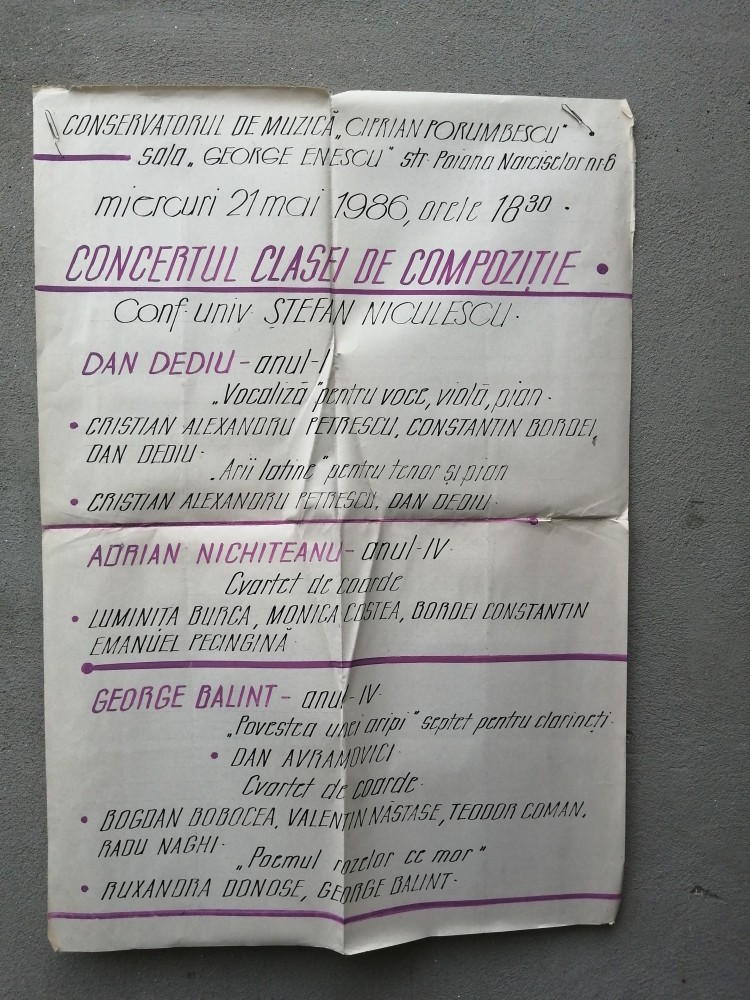 CONSERVATORUL DE MUZICĂ „CIPRIAN PORUMBESCU"
sala „GEORGE ENESCU" str. Poiana Narciselor nr 6
miercuri 21 mai 1986, orele 18 30.
CONCERTUL CLASEI DE COMPOZIȚIE •
Conf. univ. ȘTEFAN NICULESCU.
DAN DEDIU - anul-I
„Vocaliză" pentru voce, violă, pian.
• CRISTIAN ALEXANDRU PETRESCU, CONSTANTIN BORDEI,
DAN DEDIU.
„Arii latine" pentru tenor și pian
• CRISTIAN ALEXANDRU PETRESCU, DAN DEDIU.
ADRIAN NICHITEANU - anul-IV.
Cvartet de coarde
• LUMINIȚA BURCA, MONICA COSTEA, BORDEI CONSTANTIN
EMANUEL PECINGINĂ.
GEORGE BALINT - anul-IV.
„Povestea unei aripi" septet pentru clarineți.
• DAN AVRAMOVICI.
Cvartet de coarde.
• BOGDAN BOBOCEA, VALENTIN NĂSTASE, TEODOR COMAN,
RADU NAGHI.
„Poemul rozelor ce mor"
• RUXANDRA DONOSE, GEORGE BALINT.